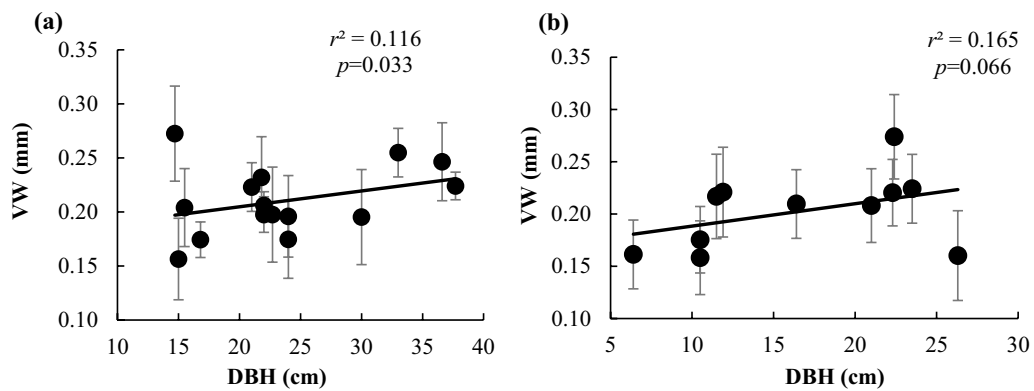 (a)
r² = 0.116
p=0.033
VW (mm)
0.35
0.30
0.25
0.20
0.15
0.10
10 15 20 25 30 35 40
DBH (cm)
(b)
r² = 0.165
p=0.066
VW (mm)
0.35
0.30
0.25
0.20
0.15
0.10
5 10 15 20 25 30
DBH (cm)